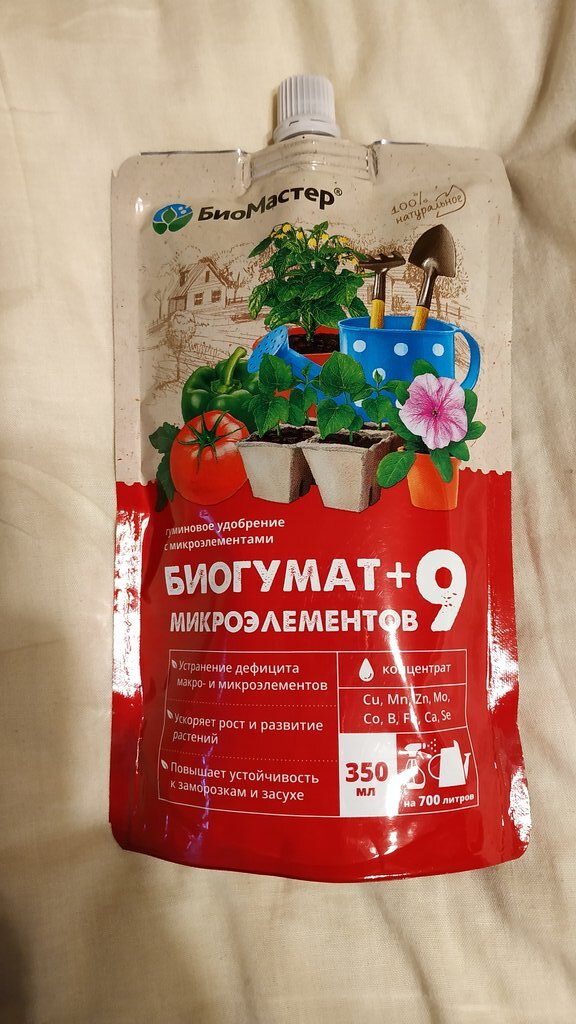 БиоМастер®
100%
натуральное
гуминовое удобрение
с микроэлементами
БИОГУМАТ+9
МИКРОЭЛЕМЕНТОВ
Устранение дефицита
макро- и микроэлементов
Ускоряет рост и развитие
растений
Повышает устойчивость
к заморозкам и засухе
концентрат
Cu, Mn, Zn, Mo,
Co, B, Fe, Ca, Se
350
мл
на 700 литров